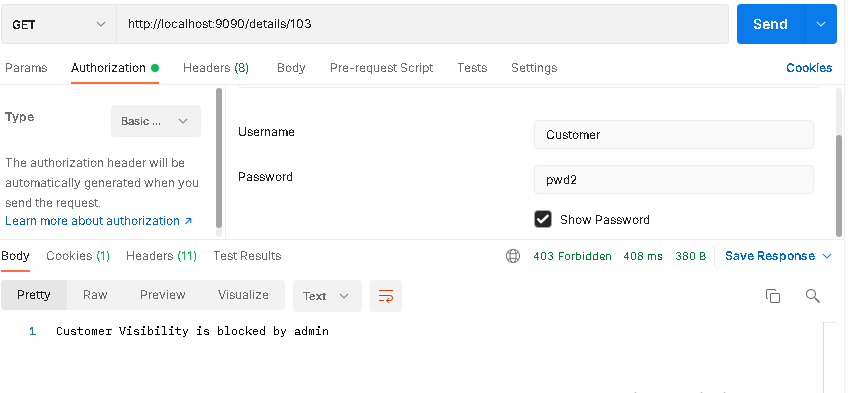 GET http://localhost:9090/details/103 Send
Params Authorization Headers (8) Body Pre-request Script Tests Settings Cookies
Type Basic ...
The authorization header will be
automatically generated when you
send the request.
Learn more about authorization ↗
Username Customer
Password pwd2
Show Password
Body Cookies (1) Headers (11) Test Results 403 Forbidden 408 ms 380 B Save Response
Pretty Raw Preview Visualize Text
1 Customer Visibility is blocked by admin